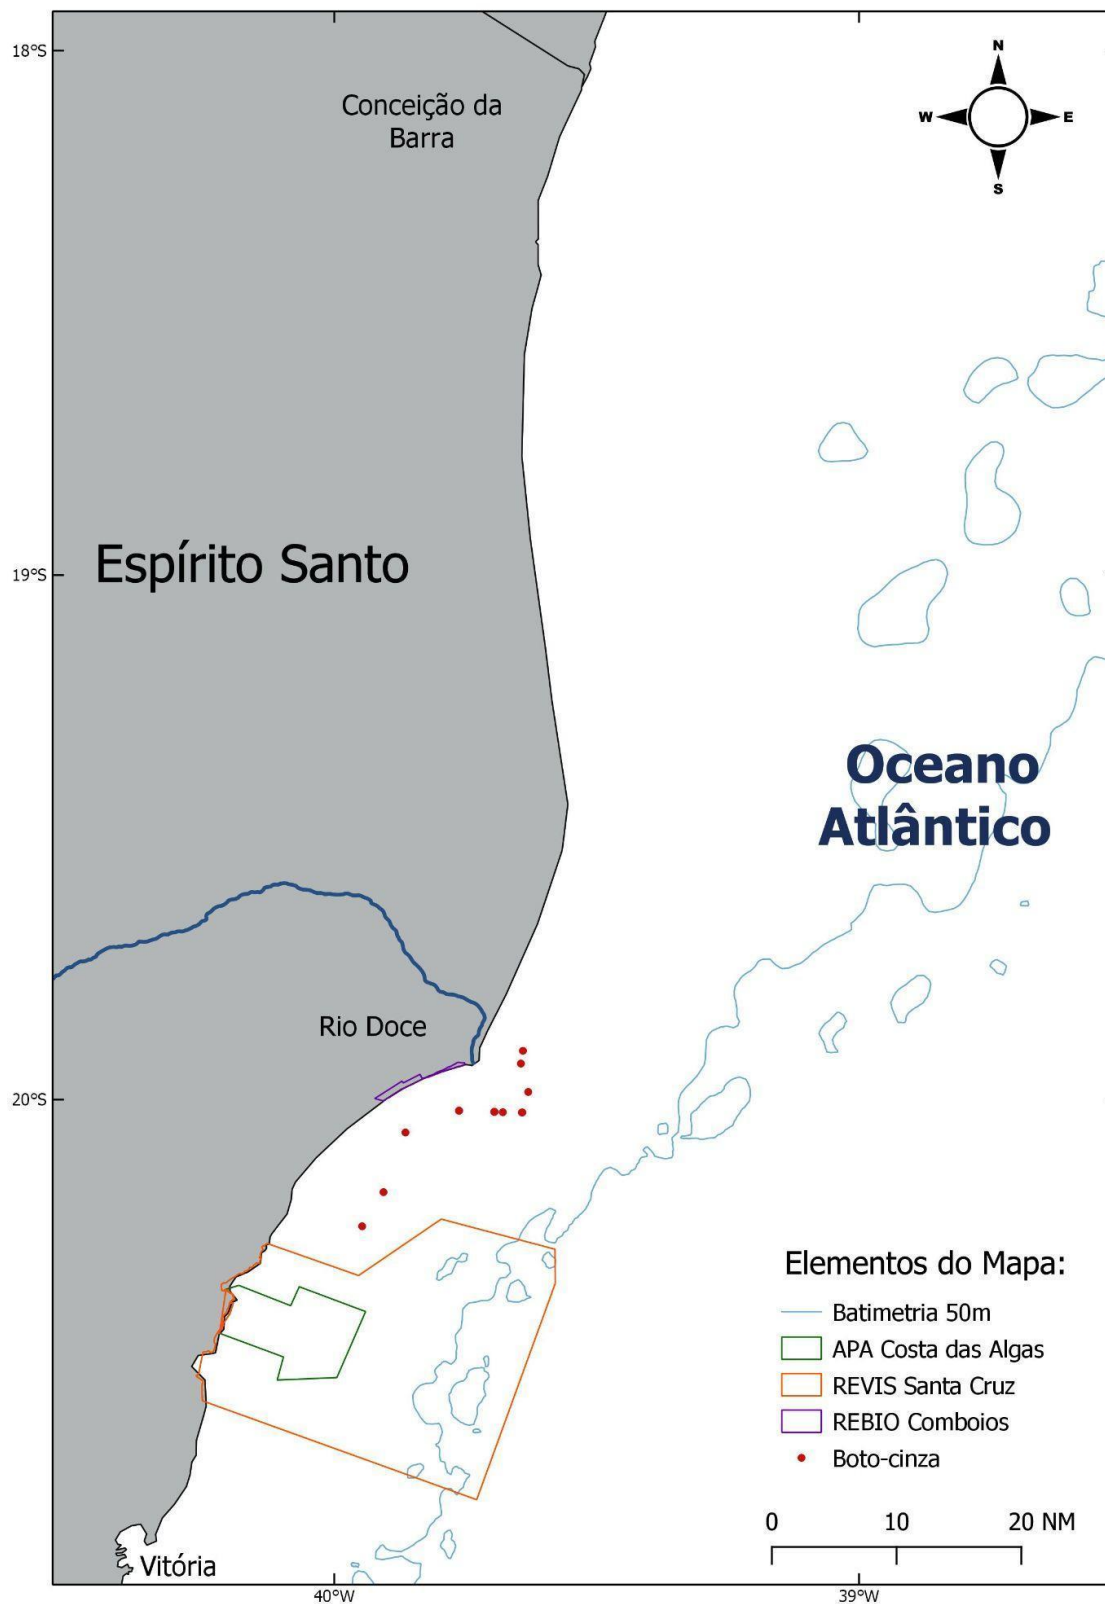 18°S
N
Conceição da
Barra
W
E
S
Espírito Santo
19°S
Oceano
Atlântico
Rio Doce
20°S
Elementos do Mapa:
Batimetria 50m
APA Costa das Algas
REVIS Santa Cruz
REBIO Comboios
Boto-cinza
0 10 20 NM
Vitória
40°W 39°W